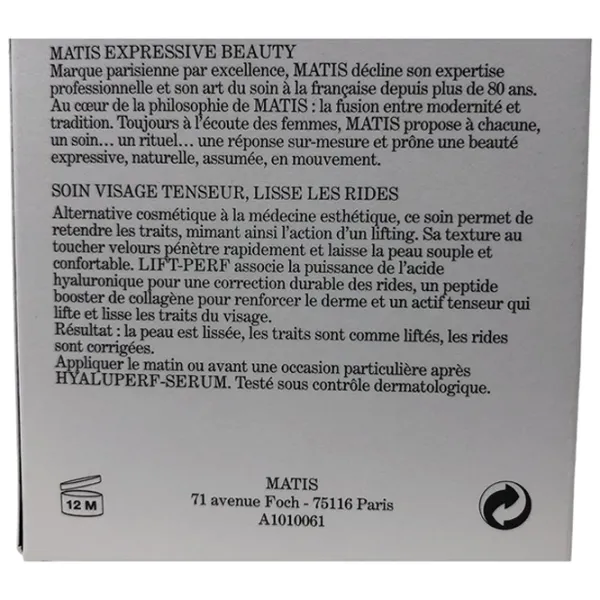 MATIS EXPRESSIVE BEAUTY
Marque parisienne par excellence, MATIS décline son expertise
professionnelle et son art du soin à la française depuis plus de 80 ans.
Au cœur de la philosophie de MATIS : la fusion entre modernité et
tradition. Toujours à l'écoute des femmes, MATIS propose à chacune,
un soin... un rituel... une réponse sur-mesure et prône une beauté
expressive, naturelle, assumée, en mouvement.
SOIN VISAGE TENSEUR, LISSE LES RIDES
Alternative cosmétique à la médecine esthétique, ce soin permet de
retendre les traits, mimant ainsi l'action d'un lifting. Sa texture au
toucher velours pénètre rapidement et laisse la peau souple et
confortable. LIFT-PERF associe la puissance de l'acide
hyaluronique pour une correction durable des rides, un peptide
booster de collagène pour renforcer le derme et un actif tenseur qui
lifte et lisse les traits du visage.
Résultat : la peau est lissée, les traits sont comme liftés, les rides
sont corrigées.
Appliquer le matin ou avant une occasion particulière après
HYALUPERF-SERUM. Testé sous contrôle dermatologique.
12 M
MATIS
71 avenue Foch - 75116 Paris
A1010061